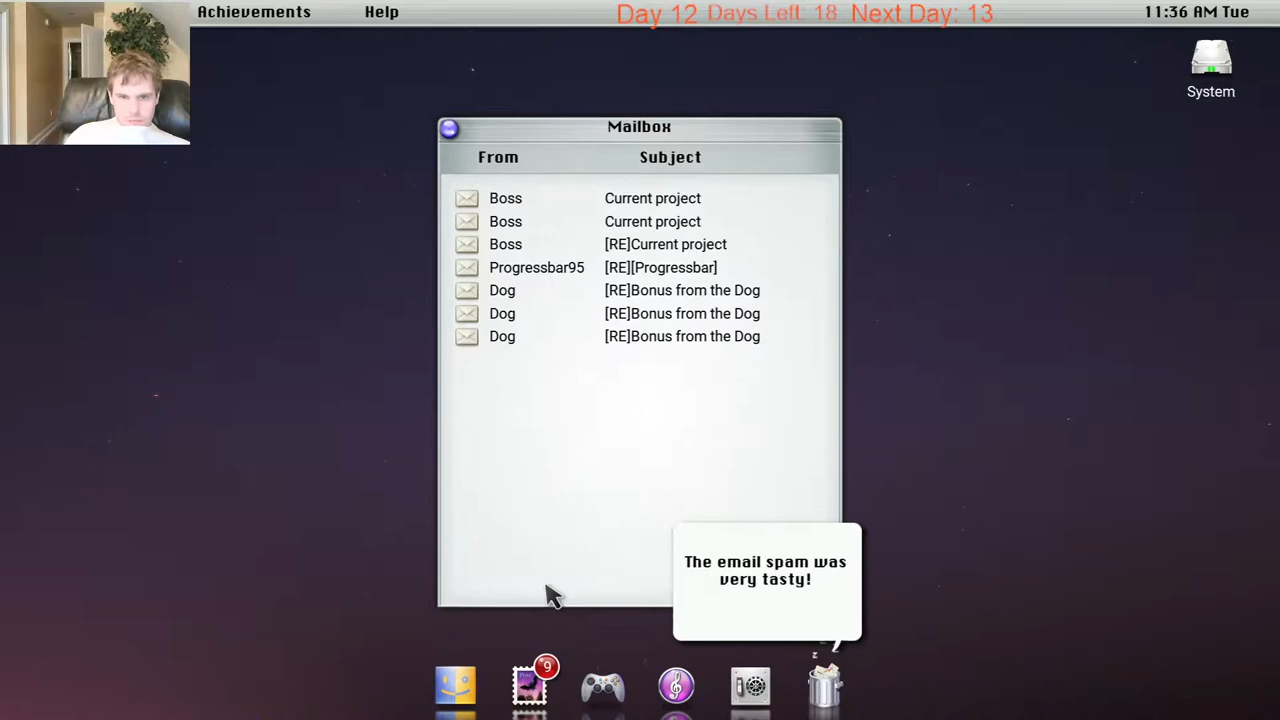 Achievements Help Day 12 Days Left: 18 Next Day: 13 11:36 AM Tue
System
Mailbox
From Subject
Boss Current project
Boss Current project
Boss [RE]Current project
Progressbar95 [RE][Progressbar]
Dog [RE]Bonus from the Dog
Dog [RE]Bonus from the Dog
Dog [RE]Bonus from the Dog
The email spam was
very tasty!
z z
9